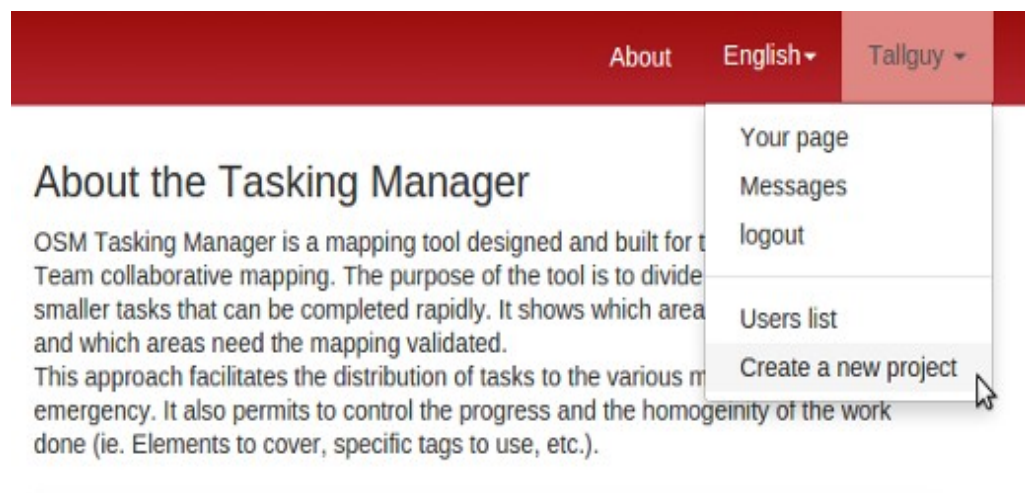 About English Tallguy
Your page
Messages
logout
Users list
Create a new project
About the Tasking Manager
OSM Tasking Manager is a mapping tool designed and built for
Team collaborative mapping. The purpose of the tool is to divide
smaller tasks that can be completed rapidly. It shows which area
and which areas need the mapping validated.
This approach facilitates the distribution of tasks to the various
emergency. It also permits to control the progress and the homogeinity of the work
done (ie. Elements to cover, specific tags to use, etc.).